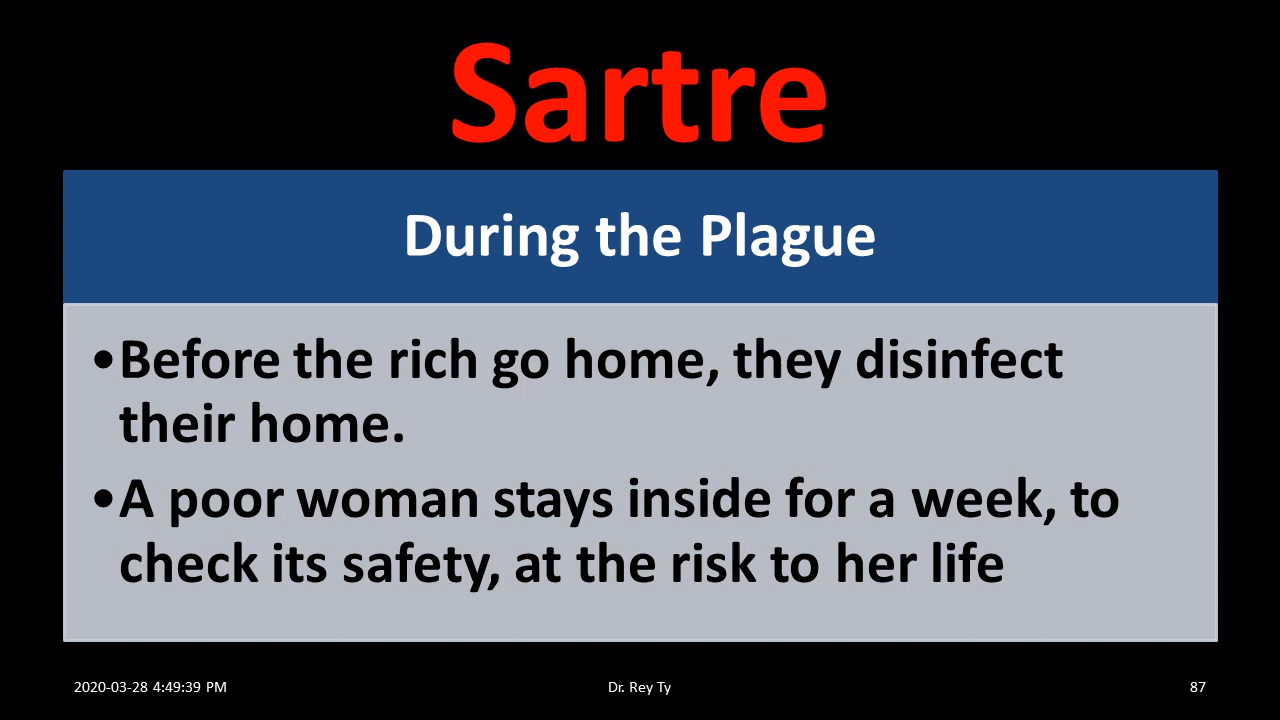 Sartre
During the Plague
•Before the rich go home, they disinfect
their home.
•A poor woman stays inside for a week, to
check its safety, at the risk to her life
2020-03-28 4:49:39 PM
Dr. Rey Ty
87